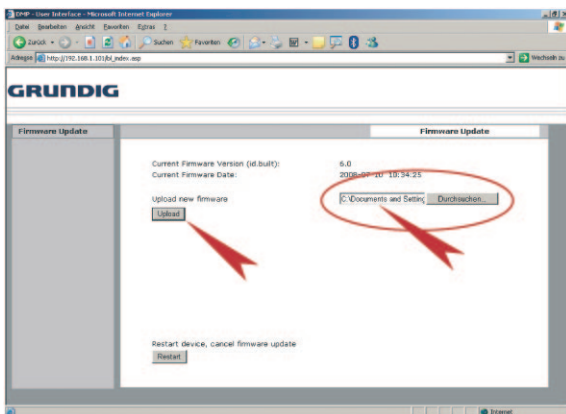 DMP - User Interface - Microsoft Internet Explorer
Datei Bearbeiten Ansicht Favoriten Extras ?
Zurück Suchen Favoriten
Adresse http://192.168.1.101/bl_index.asp Wechseln zu
GRUNDIG
Firmware Update Firmware Update
Current Firmware Version (id.built): 6.0
Current Firmware Date: 2008-07-10 10:34:25
Upload new firmware C:\Documents and Setting Durchsuchen...
Upload
Restart device, cancel firmware update
Restart
Internet